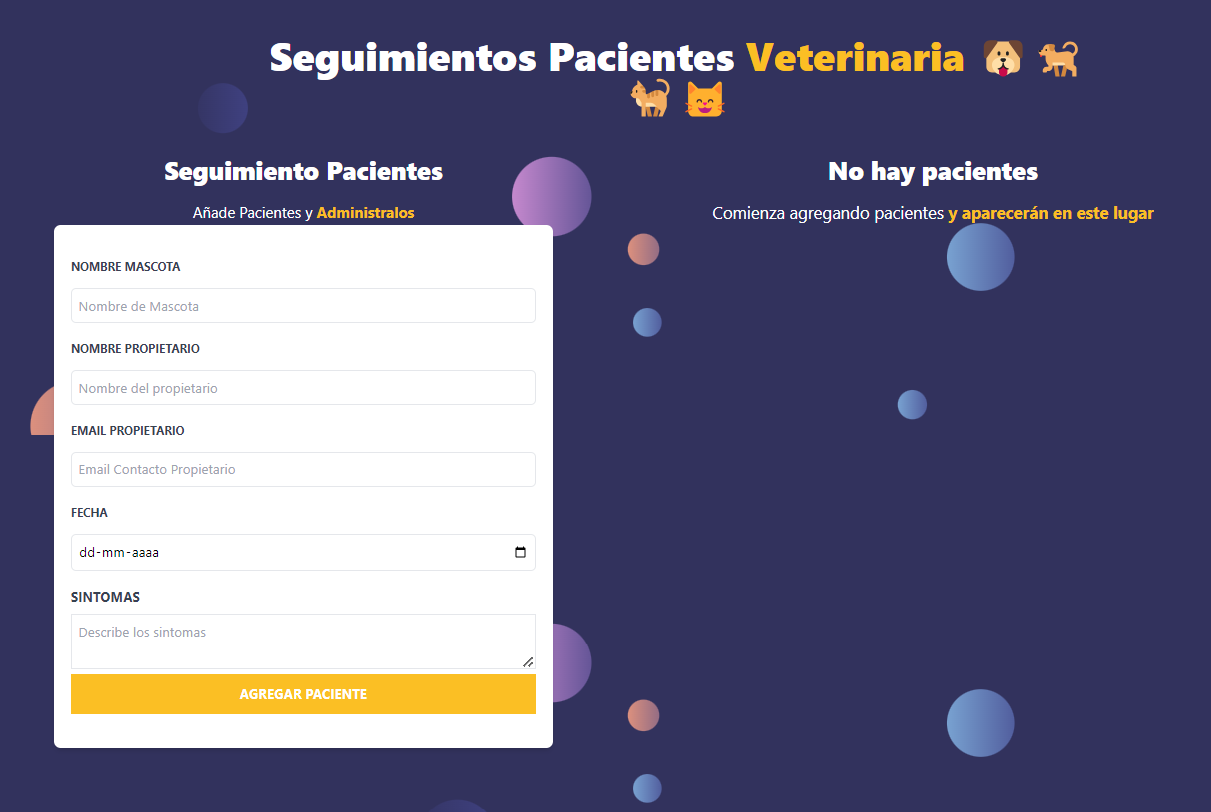 Seguimientos Pacientes Veterinaria 🐶 🐕
🐈 😸
Seguimiento Pacientes
Añade Pacientes y Administralos
NOMBRE MASCOTA
Nombre de Mascota
NOMBRE PROPIETARIO
Nombre del propietario
EMAIL PROPIETARIO
Email Contacto Propietario
FECHA
dd-mm-aaaa
SINTOMAS
Describe los sintomas
AGREGAR PACIENTE
No hay pacientes
Comienza agregando pacientes y aparecerán en este lugar